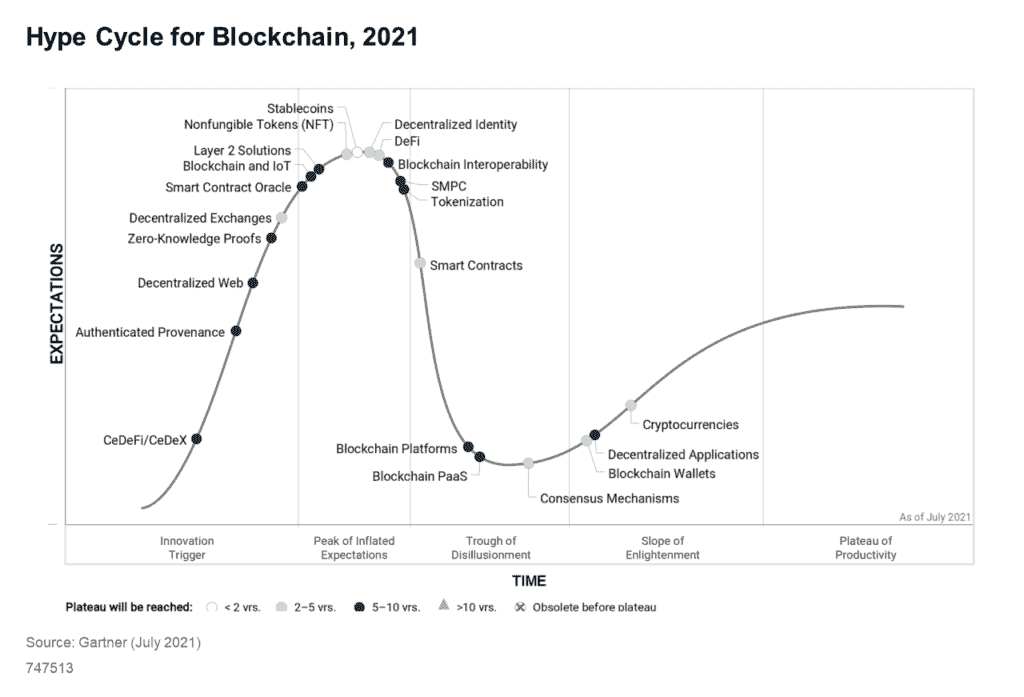 Hype Cycle for Blockchain, 2021
Stablecoins
Nonfungible Tokens (NFT)
Decentralized Identity
DeFi
Layer 2 Solutions
Blockchain and IoT
Blockchain Interoperability
Smart Contract Oracle
SMPC
Tokenization
Decentralized Exchanges
Zero-Knowledge Proofs
Smart Contracts
Decentralized Web
Authenticated Provenance
CeDeFi/CeDeX
Blockchain Platforms
Blockchain PaaS
Cryptocurrencies
Decentralized Applications
Blockchain Wallets
Consensus Mechanisms
EXPECTATIONS
As of July 2021
Innovation
Trigger
Peak of Inflated
Expectations
Trough of
Disillusionment
Slope of
Enlightenment
Plateau of
Productivity
TIME
Plateau will be reached: < 2 yrs. 2–5 yrs. 5–10 yrs. >10 yrs. Obsolete before plateau
Source: Gartner (July 2021)
747513